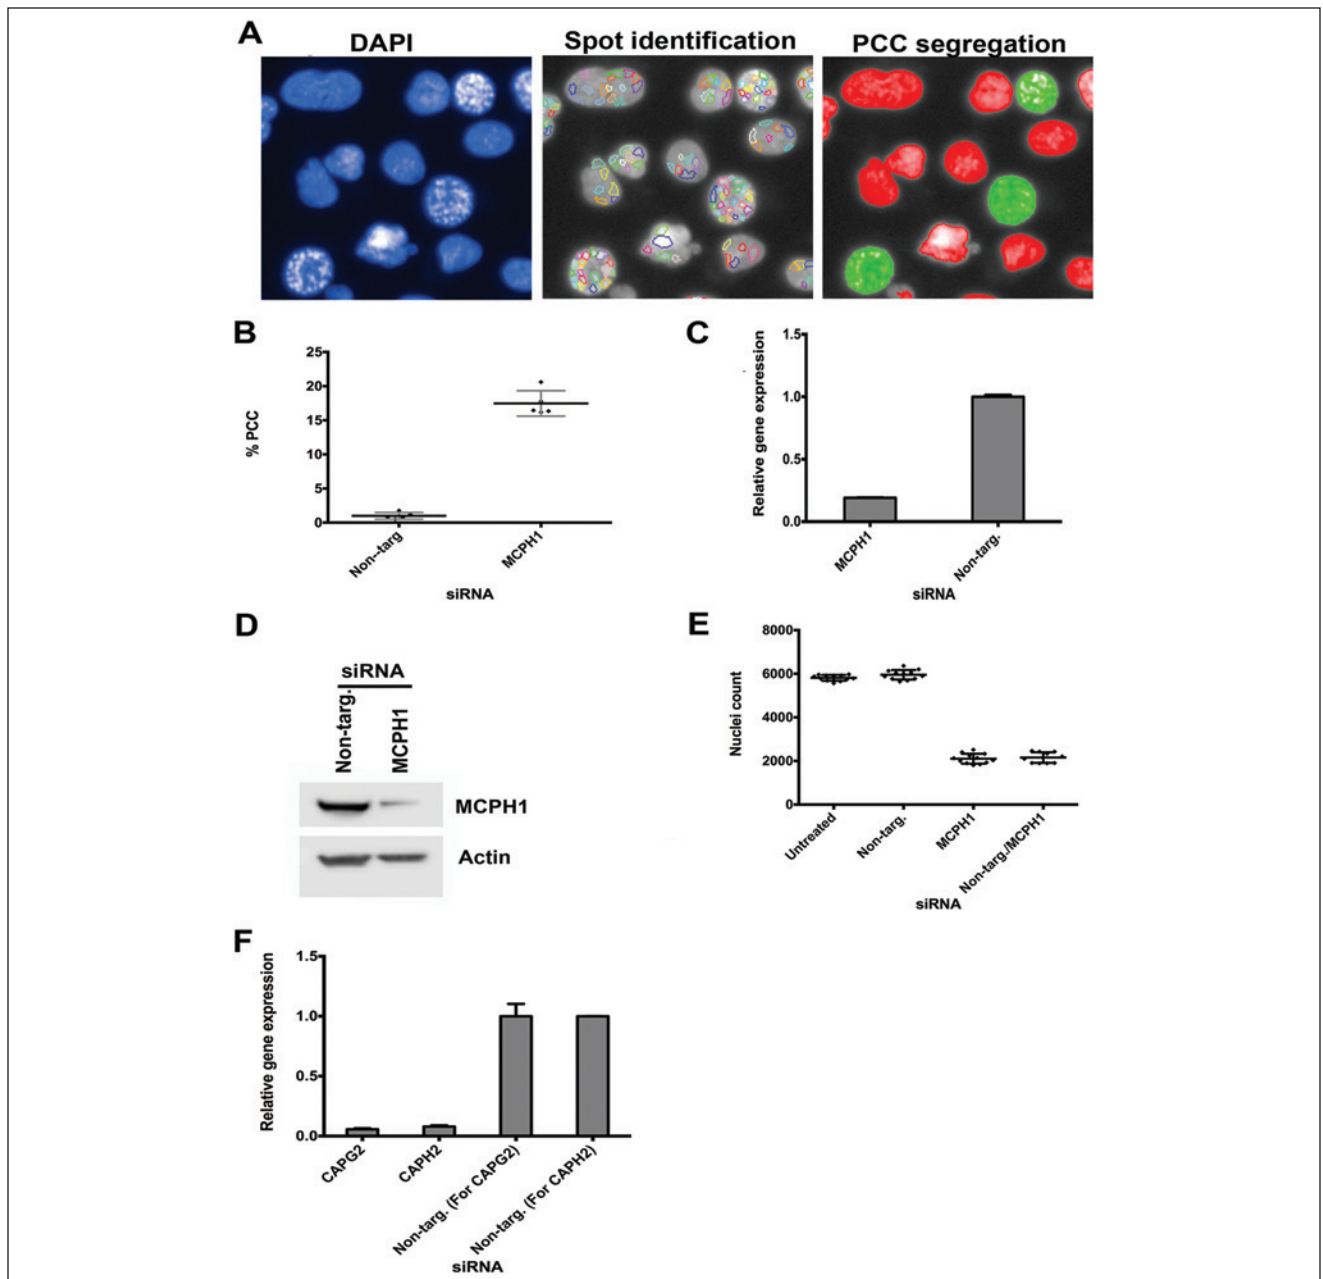 A
DAPI
Spot identification
PCC segregation
B
% PCC
25
20
15
10
5
0
Non--targ
MCPH1
siRNA
C
Relative gene expression
1.5
1.0
0.5
0.0
MCPH1
Non-targ.
siRNA
D
siRNA
Non-targ.
MCPH1
MCPH1
Actin
E
Nuclei count
8000
6000
4000
2000
0
Untreated
Non-targ.
MCPH1
Non-targ./MCPH1
siRNA
F
Relative gene expression
1.5
1.0
0.5
0.0
CAPG2
CAPH2
Non-targ. (For CAPG2)
Non-targ. (For CAPH2)
siRNA